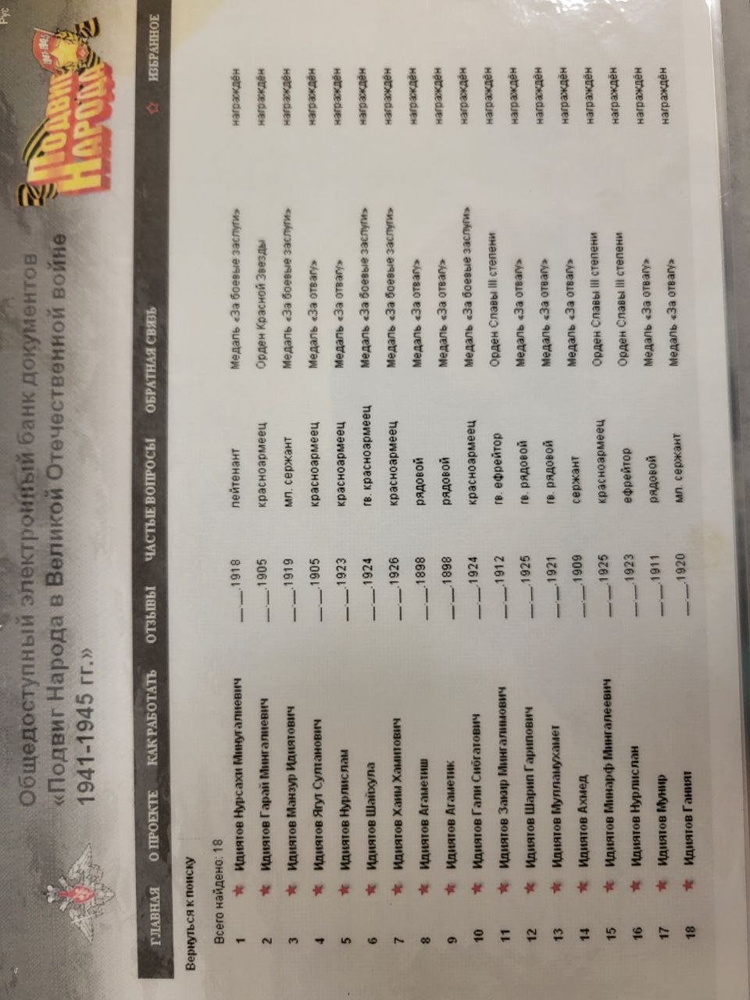 Рус
Общедоступный электронный банк документов
«Подвиг Народа в Великой Отечественной войне
1941-1945 гг.»
1941-1945
Подвиг
Народа
ГЛАВНАЯ О ПРОЕКТЕ КАК РАБОТАТЬ ОТЗЫВЫ ЧАСТЫЕ ВОПРОСЫ ОБРАТНАЯ СВЯЗЬ ИЗБРАННОЕ
Вернуться к поиску
Всего найдено: 18
1 Идиятов Нурсахи Минугалиевич __.__.1918 лейтенант Медаль «За боевые заслуги» награждён
2 Идиятов Гарай Мингалиевич __.__.1905 красноармеец Орден Красной Звезды награждён
3 Идиятов Манзур Идиятович __.__.1919 мл. сержант Медаль «За боевые заслуги» награждён
4 Идиятов Ягут Султанович __.__.1905 красноармеец Медаль «За отвагу» награждён
5 Идиятов Нурлислам __.__.1923 красноармеец Медаль «За отвагу» награждён
6 Идиятов Шайхула __.__.1924 гв. красноармеец Медаль «За боевые заслуги» награждён
7 Идиятов Хаим Хамитович __.__.1926 красноармеец Медаль «За боевые заслуги» награждён
8 Идиятов Агаметиш __.__.1898 рядовой Медаль «За отвагу» награждён
9 Идиятов Агаметик __.__.1898 рядовой Медаль «За отвагу» награждён
10 Идиятов Гали Сибгатович __.__.1924 красноармеец Медаль «За боевые заслуги» награждён
11 Идиятов Закир Мингалимович __.__.1912 гв. ефрейтор Орден Славы III степени награждён
12 Идиятов Шарип Гарипович __.__.1925 гв. рядовой Медаль «За отвагу» награждён
13 Идиятов Мулламухамет __.__.1921 гв. рядовой Медаль «За отвагу» награждён
14 Идиятов Ахмед __.__.1909 сержант Медаль «За отвагу» награждён
15 Идиятов Минарф Мингалеевич __.__.1925 красноармеец Орден Славы III степени награждён
16 Идиятов Нурлислан __.__.1923 ефрейтор Орден Славы III степени награждён
17 Идиятов Мунир __.__.1911 рядовой Медаль «За отвагу» награждён
18 Идиятов Ганият __.__.1920 мл. сержант Медаль «За отвагу» награждён